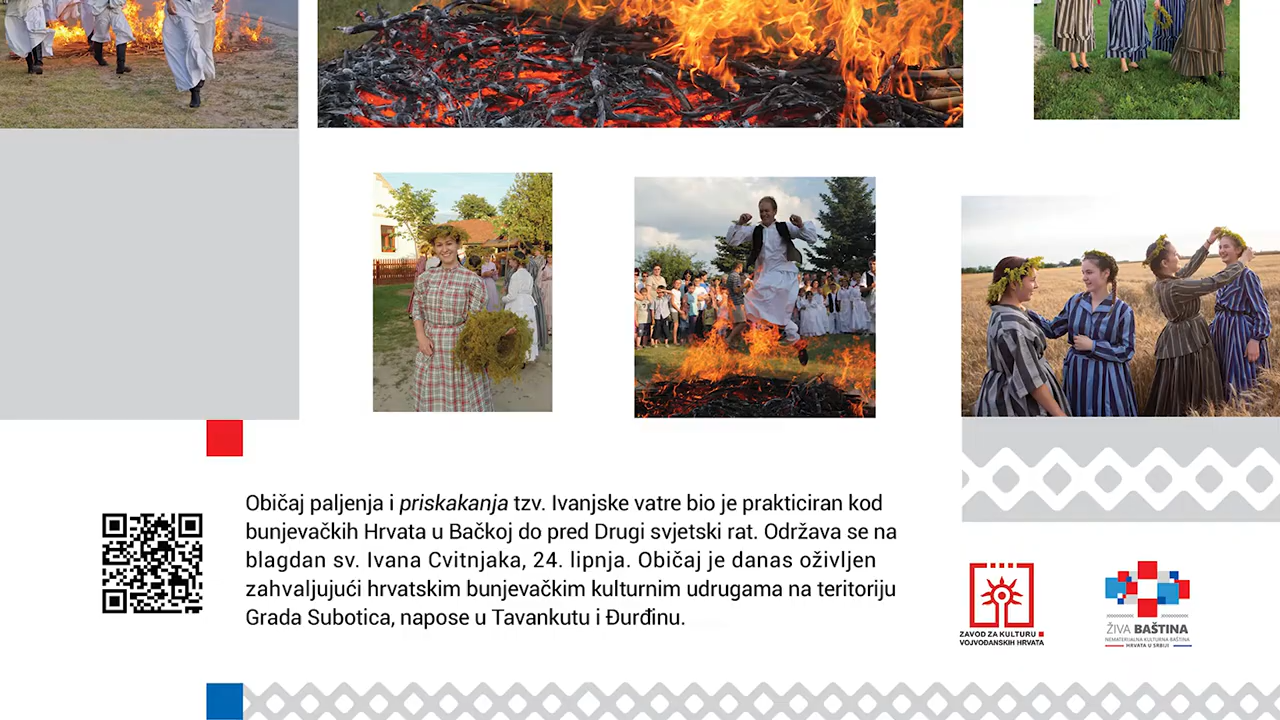 Običaj paljenja i priskakanja tzv. Ivanjske vatre bio je prakticiran kod
bunjevačkih Hrvata u Bačkoj do pred Drugi svjetski rat. Održava se na
blagdan sv. Ivana Cvitnjaka, 24. lipnja. Običaj je danas oživljen
zahvaljujući hrvatskim bunjevačkim kulturnim udrugama na teritoriju
Grada Subotica, napose u Tavankutu i Đurđinu.
ZAVOD ZA KULTURU
VOJVOĐANSKIH HRVATA
ŽIVA BAŠTINA
NEMATERIJALNA KULTURNA BAŠTINA
HRVATA U SRBIJI